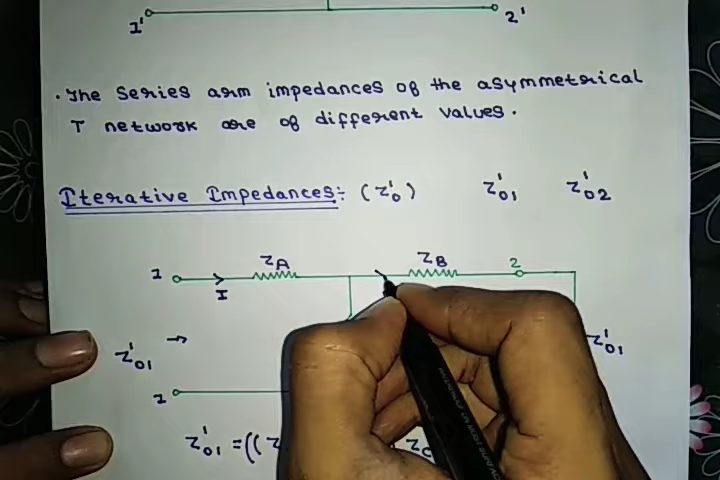 1' 2'
. The series arm impedances of the asymmetrical
T network are of different values.
Iterative Impedances:- (Z'o) Z'01 Z'02
ZA ZB 2
1 I
Z'01 → Z'01
1
Z'01 = ((Z ZC